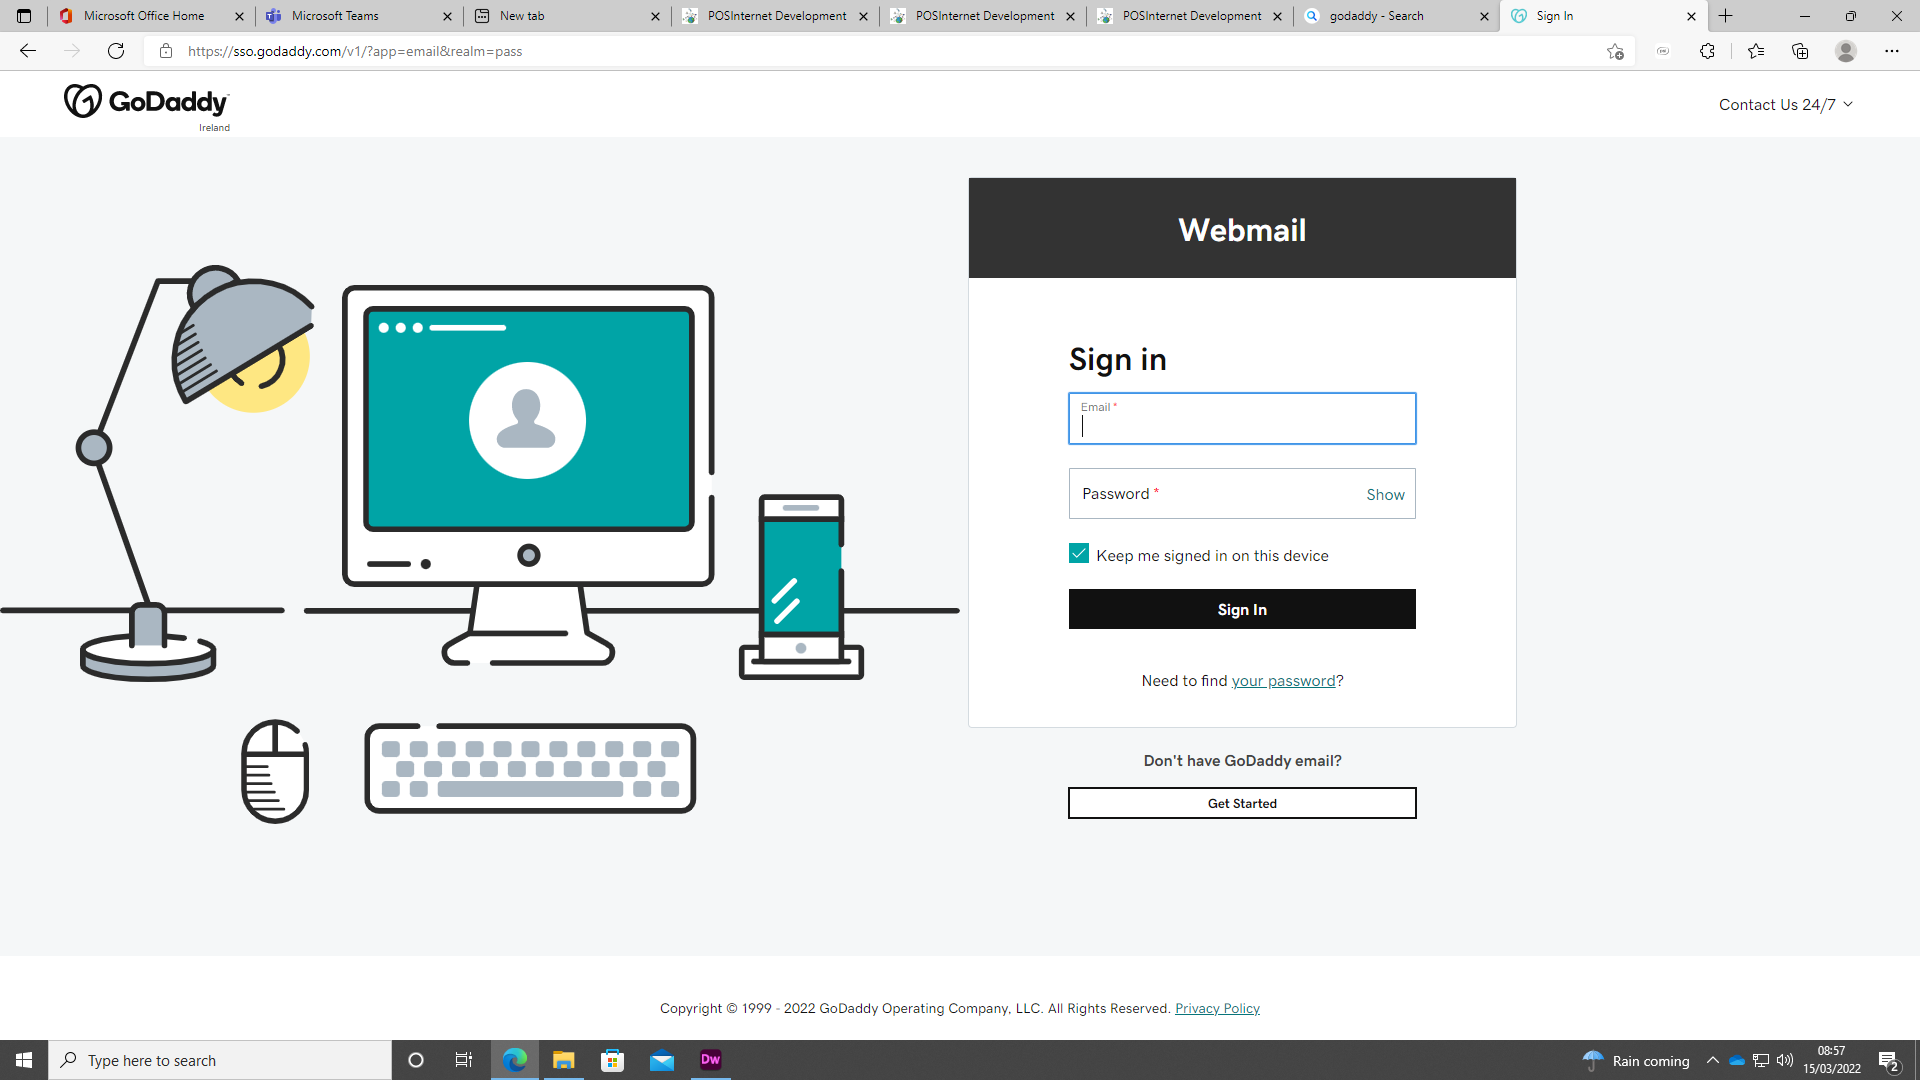 Microsoft Office Home
Microsoft Teams
New tab
POSInternet Development
POSInternet Development
POSInternet Development
godaddy - Search
Sign In
https://sso.godaddy.com/v1/?app=email&realm=pass
GoDaddy
Ireland
Contact Us 24/7
Webmail
Sign in
Email *
Password *
Show
Keep me signed in on this device
Sign In
Need to find your password?
Don't have GoDaddy email?
Get Started
Copyright © 1999 - 2022 GoDaddy Operating Company, LLC. All Rights Reserved. Privacy Policy
Type here to search
Dw
Rain coming
08:57
15/03/2022
2